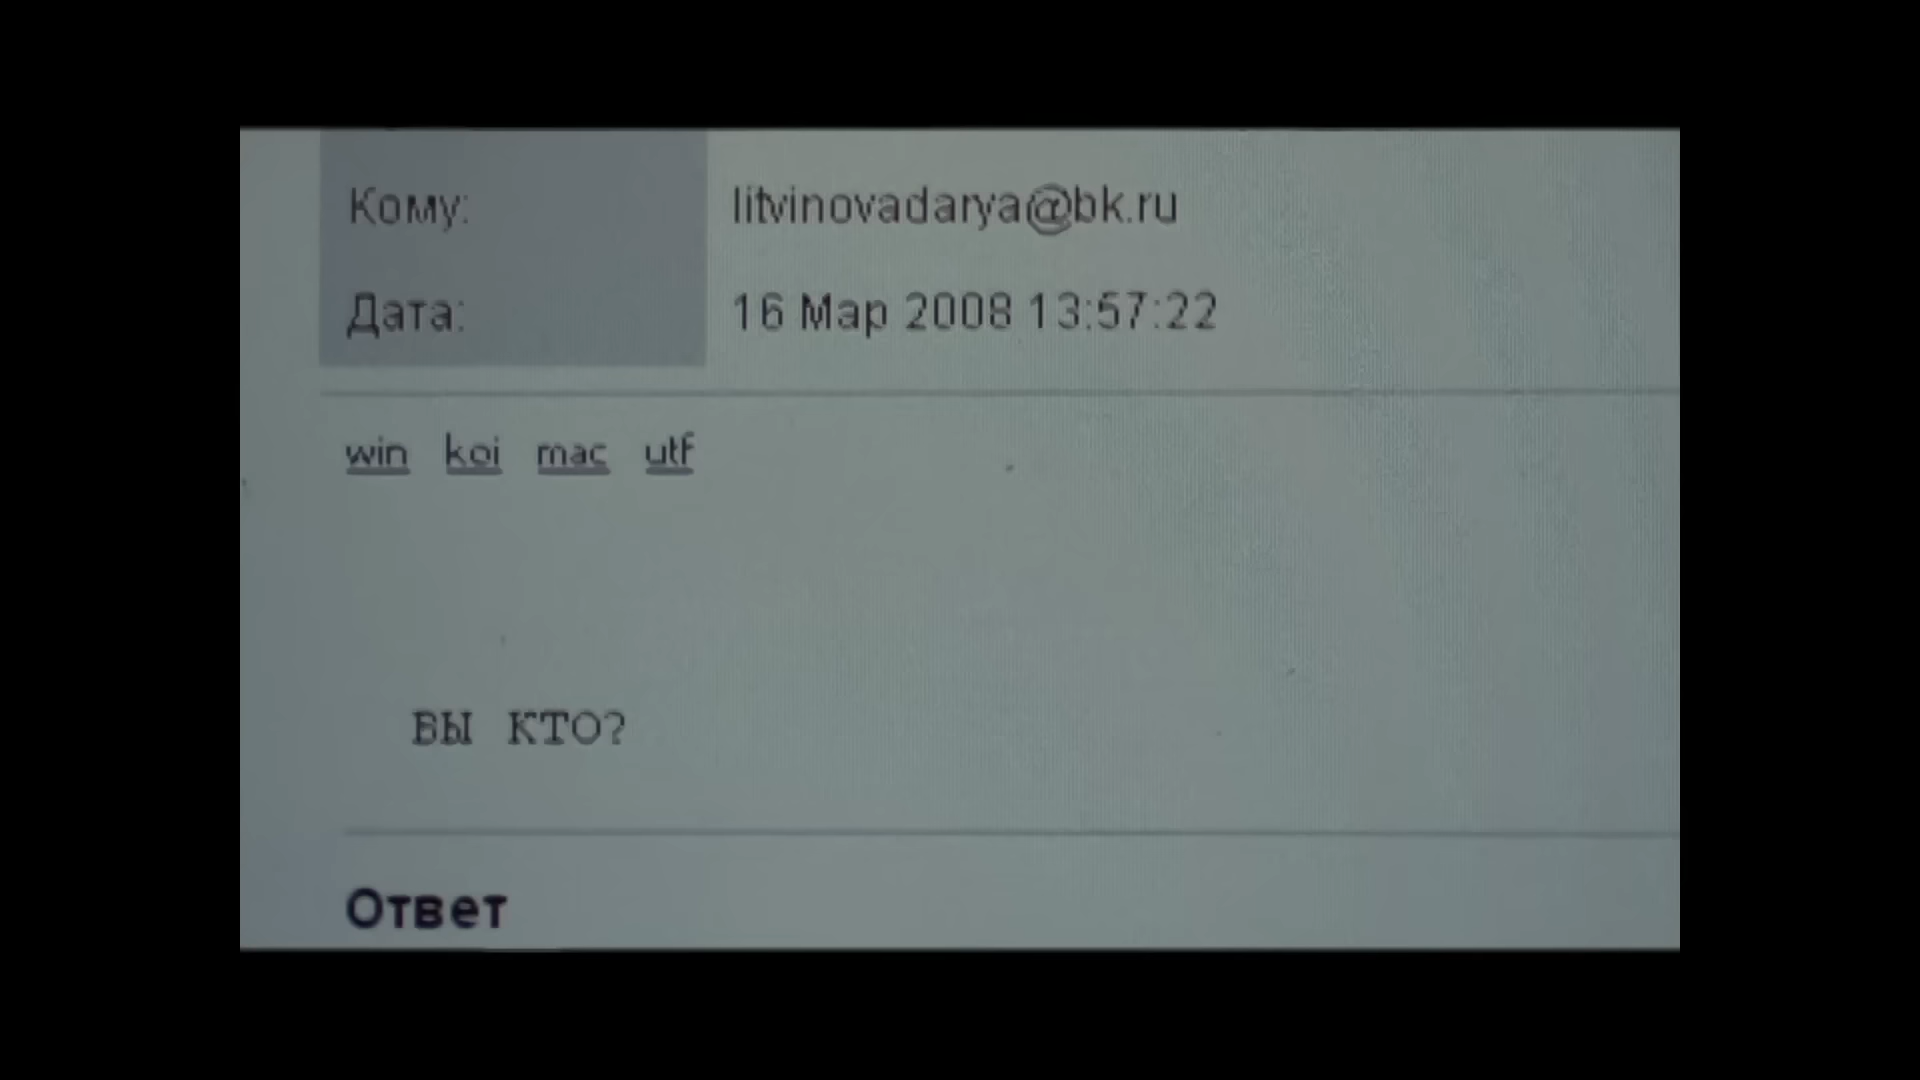 Кому: litvinovadarya@bk.ru
Дата: 16 Мар 2008 13:57:22
win koi mac utf
ВЫ КТО?
Ответ